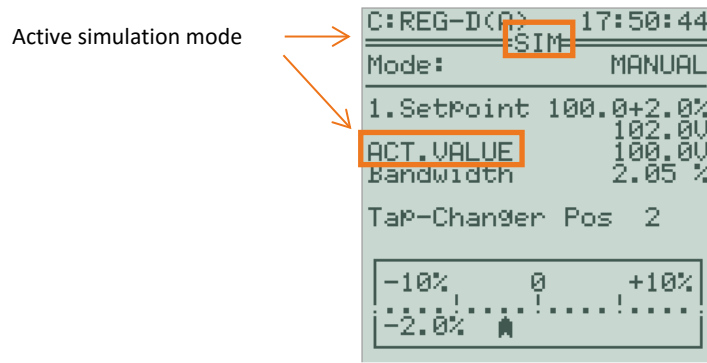 Active simulation mode
C:REG-D(A) 17:50:44
SIM
Mode: MANUAL
1.Setpoint 100.0+2.0%
102.0V
ACT.VALUE 100.0V
Bandwidth 2.05 %
Tap-Changer Pos 2
-10% 0 +10%
-2.0%